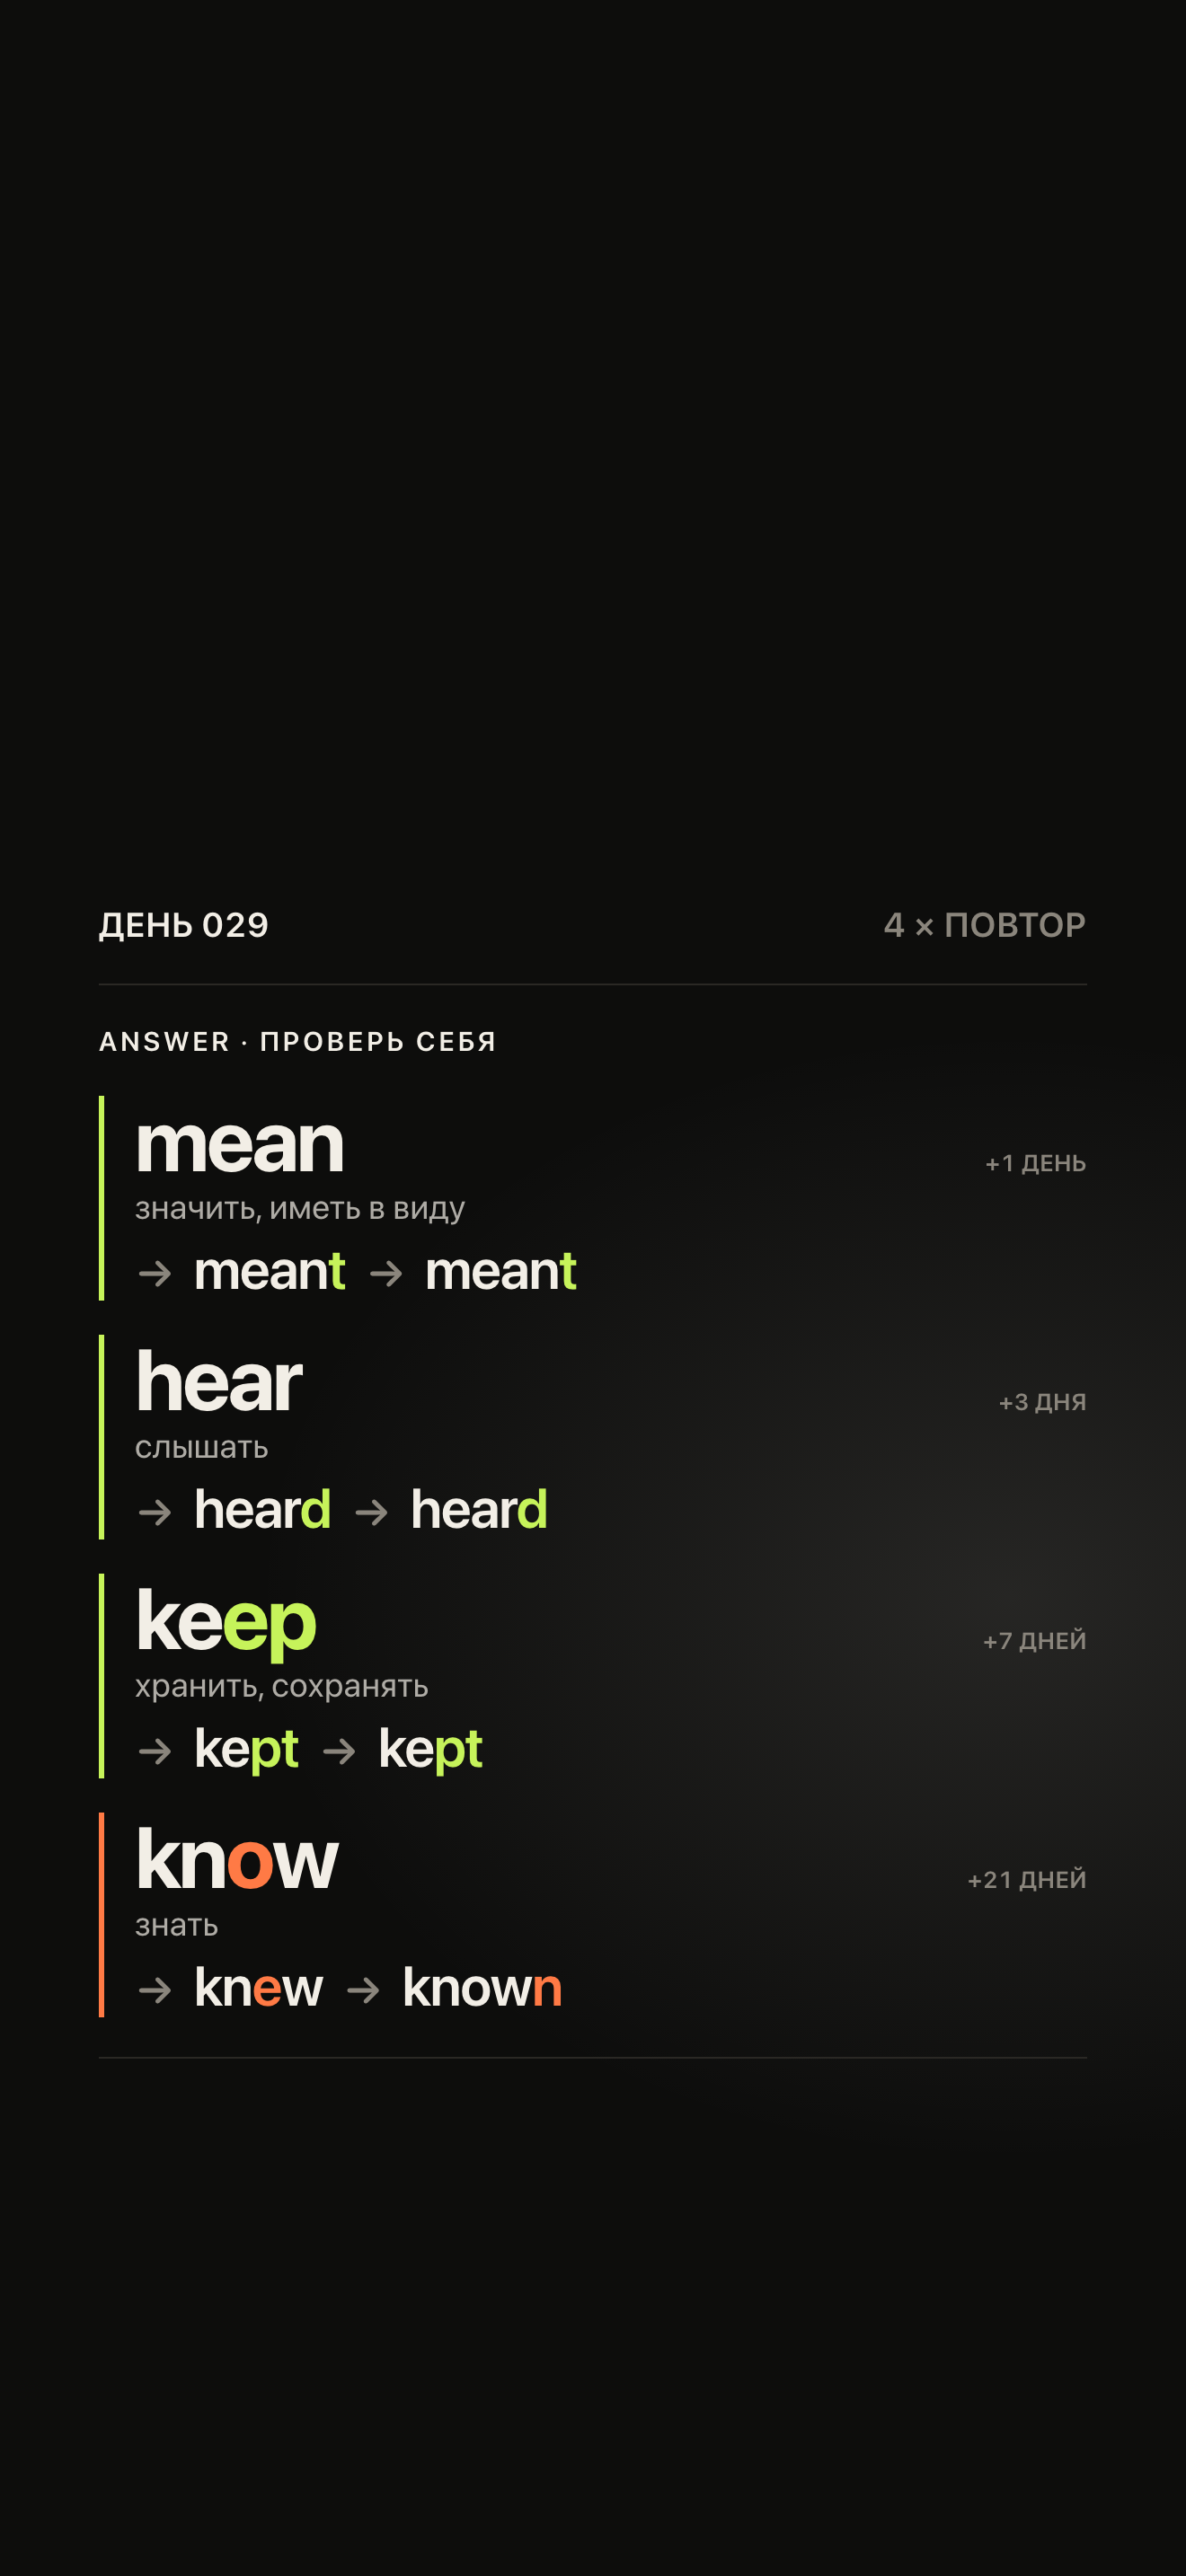 ДЕНЬ 029
4 × ПОВТОР
ANSWER · ПРОВЕРЬ СЕБЯ
mean
+1 ДЕНЬ
значить, иметь в виду
→ meant → meant
hear
+3 ДНЯ
слышать
→ heard → heard
keep
+7 ДНЕЙ
хранить, сохранять
→ kept → kept
know
+21 ДНЕЙ
знать
→ knew → known